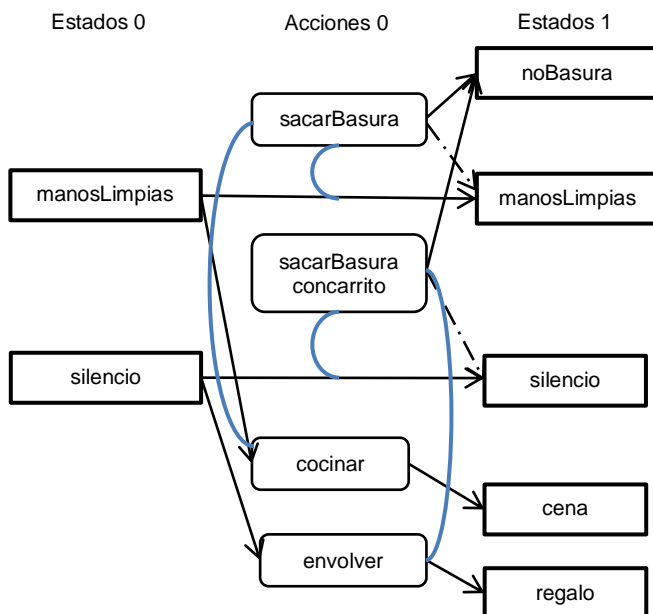 Estados 0
Acciones 0
Estados 1
noBasura
sacarBasura
manosLimpias
manosLimpias
sacarBasura
concarrito
silencio
silencio
cocinar
cena
envolver
regalo